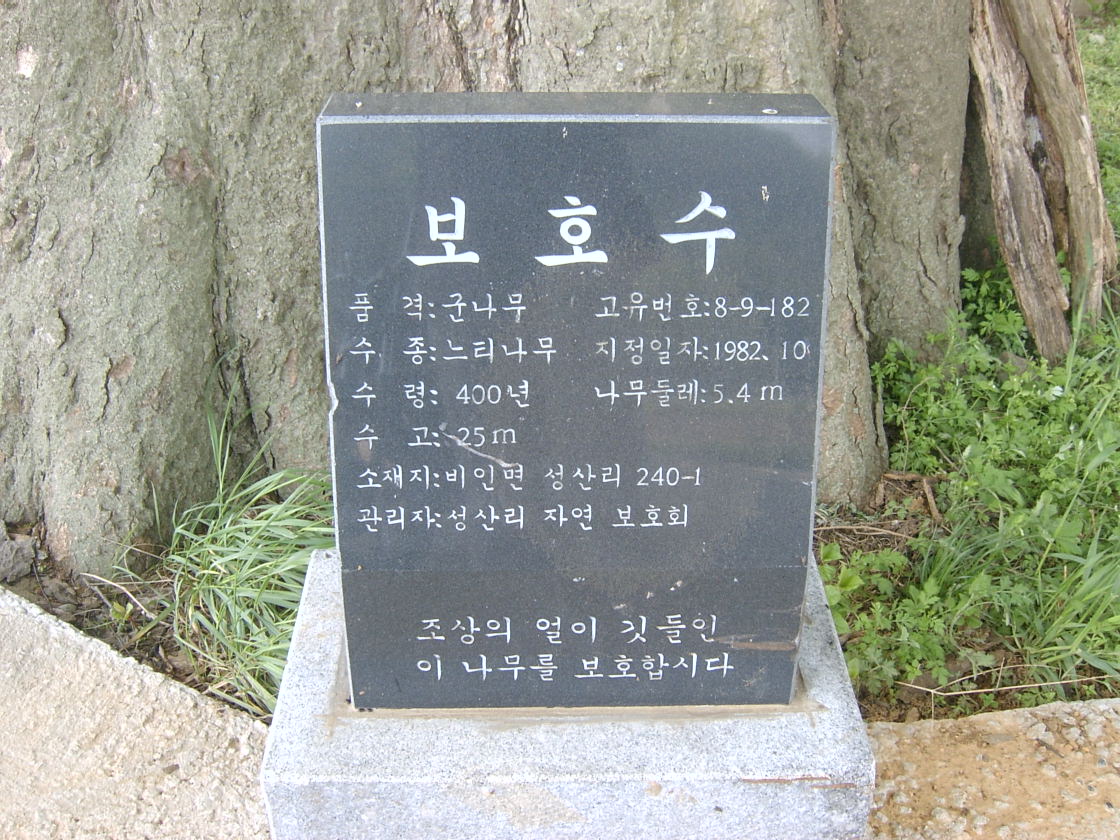 보 호 수
품 격: 군나무 고유번호: 8-9-182
수 종: 느티나무 지정일자: 1982. 10
수 령: 400년 나무둘레: 5.4 m
수 고: 25 m
소재지: 비인면 성산리 240-1
관리자: 성산리 자연 보호회
조상의 얼이 깃들인
이 나무를 보호합시다